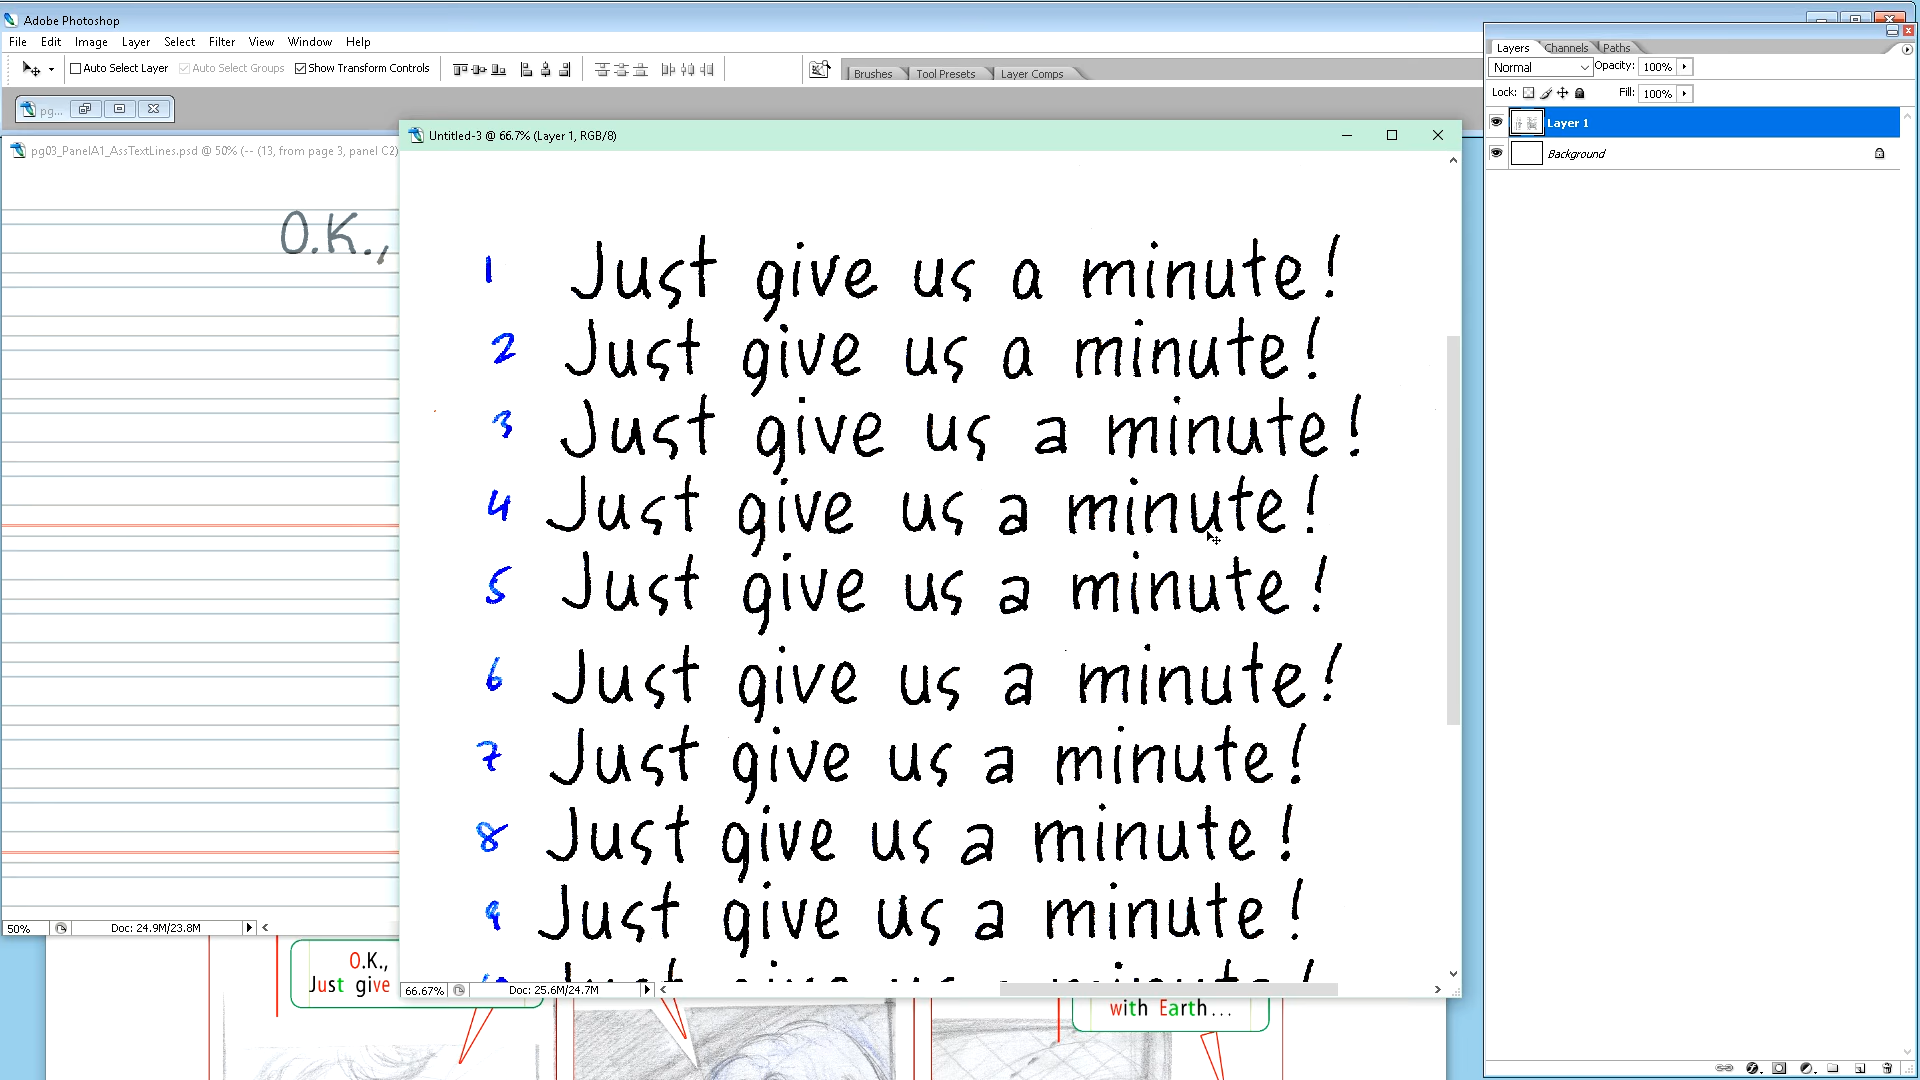 Adobe Photoshop
File Edit Image Layer Select Filter View Window Help
Auto Select Layer Auto Select Groups Show Transform Controls
Brushes Tool Presets Layer Comps
pg...
pg03_PanelA1_AssTextLines.psd @ 50% (-- (13, from page 3, panel C2)
O.K.,
50% Doc: 24.9M/23.8M
Untitled-3 @ 66.7% (Layer 1, RGB/8)
1 Just give us a minute!
2 Just give us a minute!
3 Just give us a minute!
4 Just give us a minute!
5 Just give us a minute!
6 Just give us a minute!
7 Just give us a minute!
8 Just give us a minute!
9 Just give us a minute!
10 Just give us a minute!
66.67% Doc: 25.6M/24.7M
O.K.,
Just give
with Earth...
Layers Channels Paths
Normal Opacity: 100%
Lock: Fill: 100%
Layer 1
Background